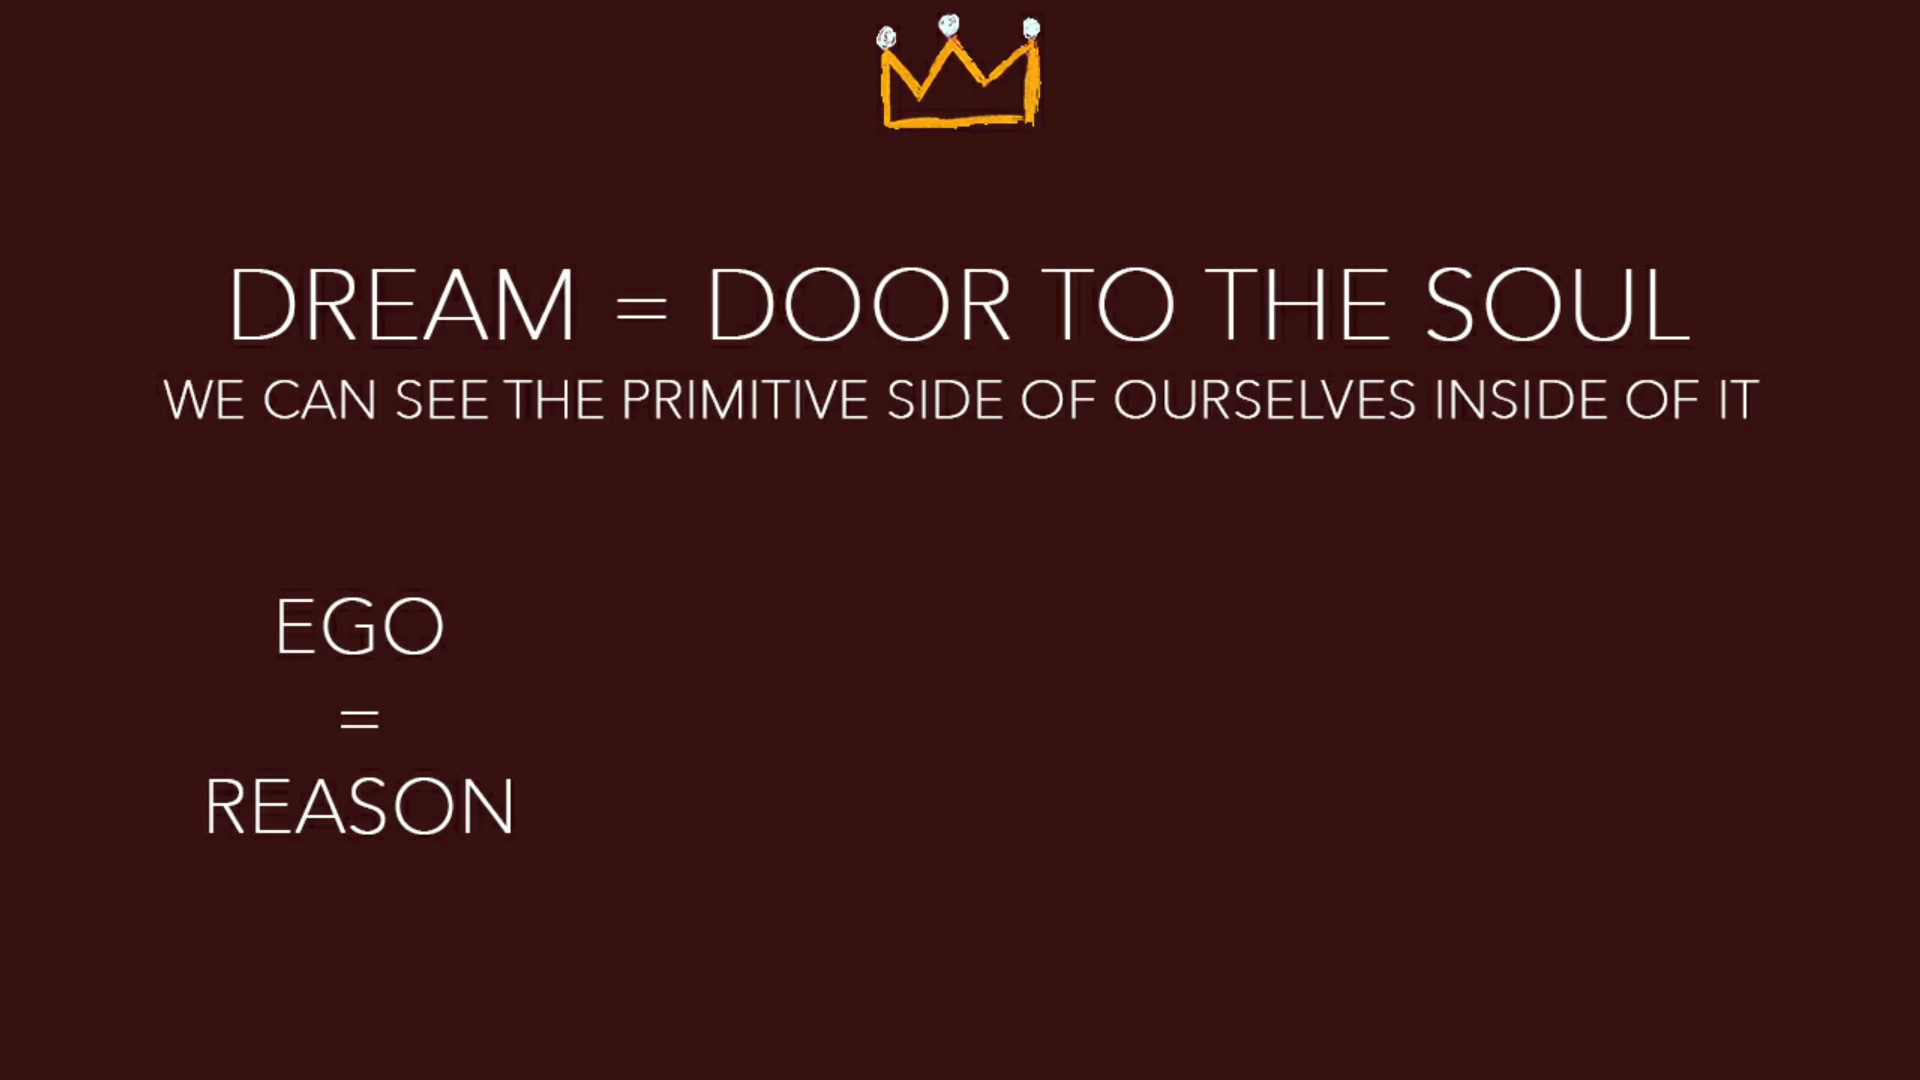 DREAM = DOOR TO THE SOUL
WE CAN SEE THE PRIMITIVE SIDE OF OURSELVES INSIDE OF IT
EGO
=
REASON